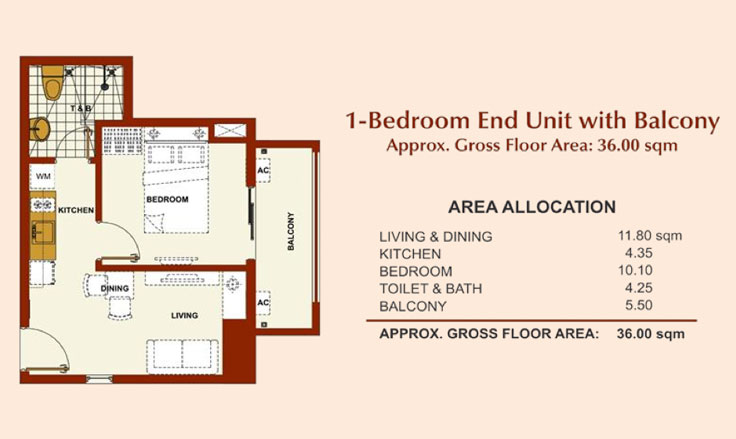 1-Bedroom End Unit with Balcony
Approx. Gross Floor Area: 36.00 sqm
AREA ALLOCATION
LIVING & DINING 11.80 sqm
KITCHEN 4.35
BEDROOM 10.10
TOILET & BATH 4.25
BALCONY 5.50
APPROX. GROSS FLOOR AREA: 36.00 sqm
T & B
WM
KITCHEN
BEDROOM
AC
BALCONY
DINING
LIVING
AC